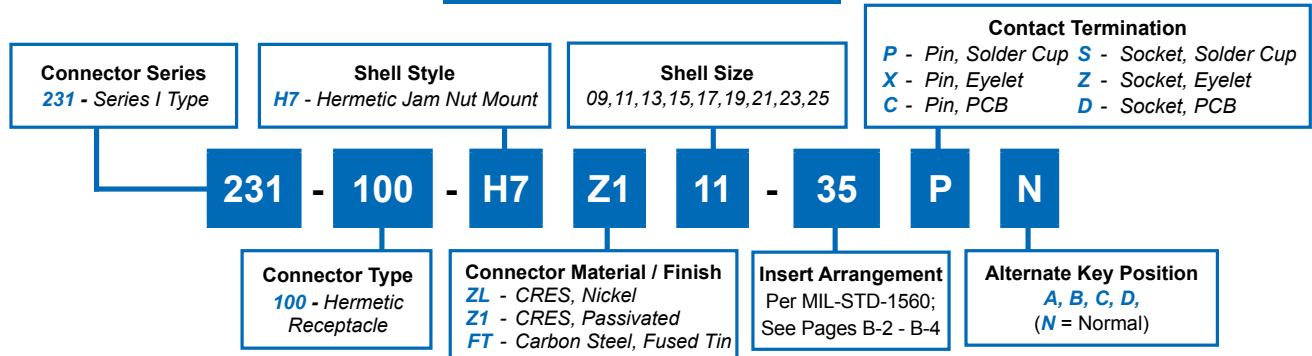 Contact Termination
P - Pin, Solder Cup S - Socket, Solder Cup
X - Pin, Eyelet Z - Socket, Eyelet
C - Pin, PCB D - Socket, PCB
Connector Series
231 - Series I Type
Shell Style
H7 - Hermetic Jam Nut Mount
Shell Size
09,11,13,15,17,19,21,23,25
231 - 100 - H7 Z1 11 - 35 P N
Connector Type
100 - Hermetic
Receptacle
Connector Material / Finish
ZL - CRES, Nickel
Z1 - CRES, Passivated
FT - Carbon Steel, Fused Tin
Insert Arrangement
Per MIL-STD-1560;
See Pages B-2 - B-4
Alternate Key Position
A, B, C, D,
(N = Normal)